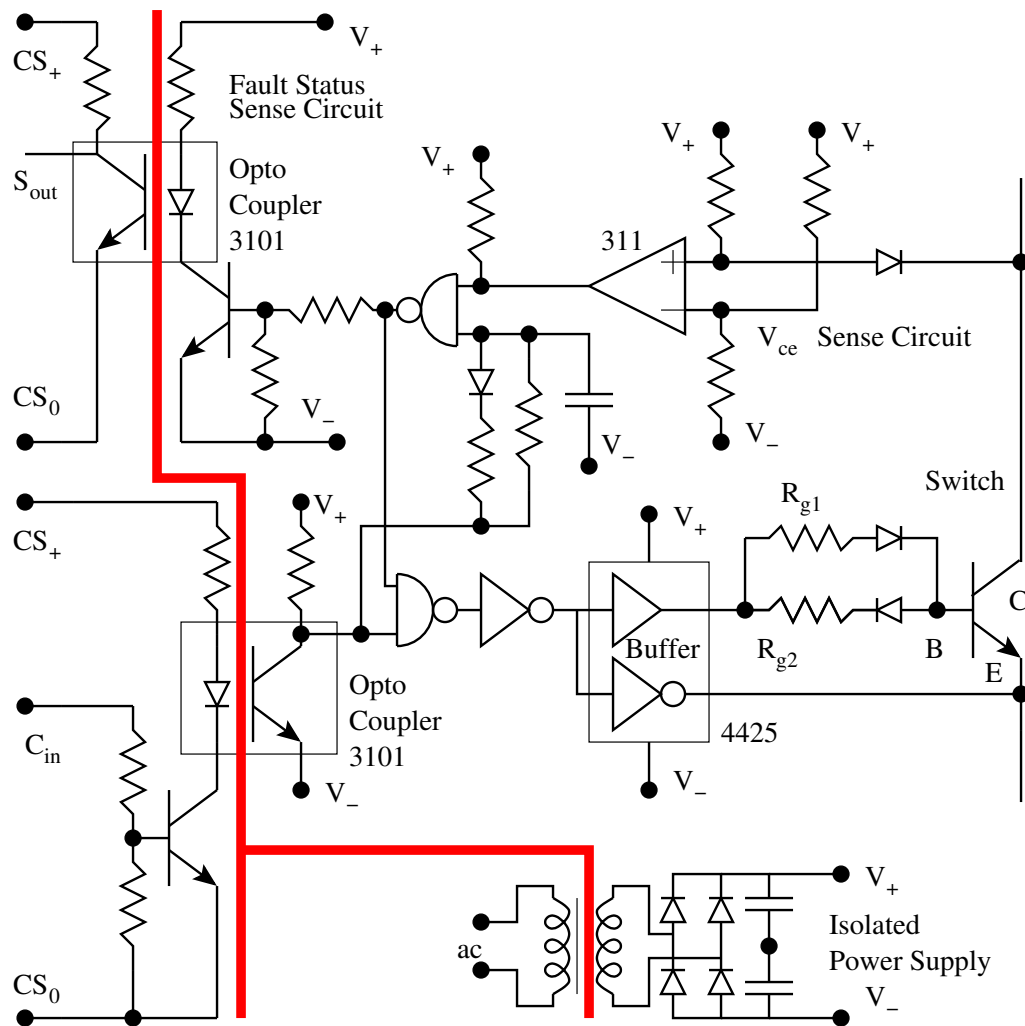 CS+
V+
Fault Status
Sense Circuit
Sout
Opto
Coupler
3101
V+
V+
V+
311
+
Vce
Sense Circuit
CS0
V−
V−
V−
CS+
V+
Switch
Rg1
V+
Buffer
Rg2
B
C
E
Opto
Coupler
3101
4425
Cin
V−
V−
CS0
ac
V+
Isolated
Power Supply
V−